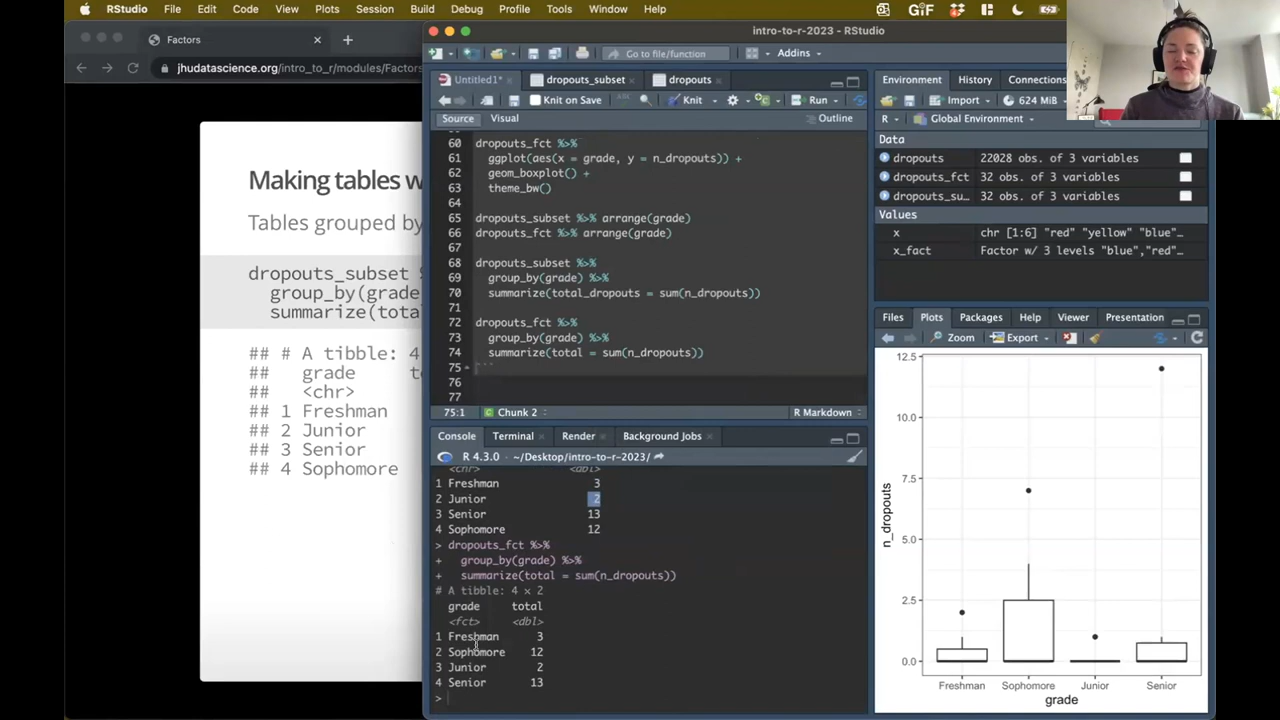 RStudio File Edit Code View Plots Session Build Debug Profile Tools Window Help GiF
Factors
jhudatascience.org/intro_to_r/modules/Factors
Making tables w
Tables grouped by
dropouts_subset %
group_by(grade
summarize(tota
## # A tibble: 4
## grade to
## <chr>
## 1 Freshman
## 2 Junior
## 3 Senior
## 4 Sophomore
intro-to-r-2023 - RStudio
Go to file/function Addins
Untitled1* dropouts_subset dropouts
Knit on Save ABC Knit Run
Source Visual Outline
60 dropouts_fct %>%
61 ggplot(aes(x = grade, y = n_dropouts)) +
62 geom_boxplot() +
63 theme_bw()
64
65 dropouts_subset %>% arrange(grade)
66 dropouts_fct %>% arrange(grade)
67
68 dropouts_subset %>%
69 group_by(grade) %>%
70 summarize(total_dropouts = sum(n_dropouts))
71
72 dropouts_fct %>%
73 group_by(grade) %>%
74 summarize(total = sum(n_dropouts))
75 ```
76
77
75:1 Chunk 2 R Markdown
Console Terminal Render Background Jobs
R 4.3.0 · ~/Desktop/intro-to-r-2023/
<chr> <dbl>
1 Freshman 3
2 Junior 2
3 Senior 13
4 Sophomore 12
> dropouts_fct %>%
+ group_by(grade) %>%
+ summarize(total = sum(n_dropouts))
# A tibble: 4 × 2
grade total
<fct> <dbl>
1 Freshman 3
2 Sophomore 12
3 Junior 2
4 Senior 13
>
Environment History Connections
Import 624 MiB
R Global Environment
Data
dropouts 22028 obs. of 3 variables
dropouts_fct 32 obs. of 3 variables
dropouts_su… 32 obs. of 3 variables
Values
x chr [1:6] "red" "yellow" "blue"…
x_fact Factor w/ 3 levels "blue","red"…
Files Plots Packages Help Viewer Presentation
Zoom Export
12.5
10.0
7.5
5.0
2.5
0.0
n_dropouts
Freshman Sophomore Junior Senior
grade